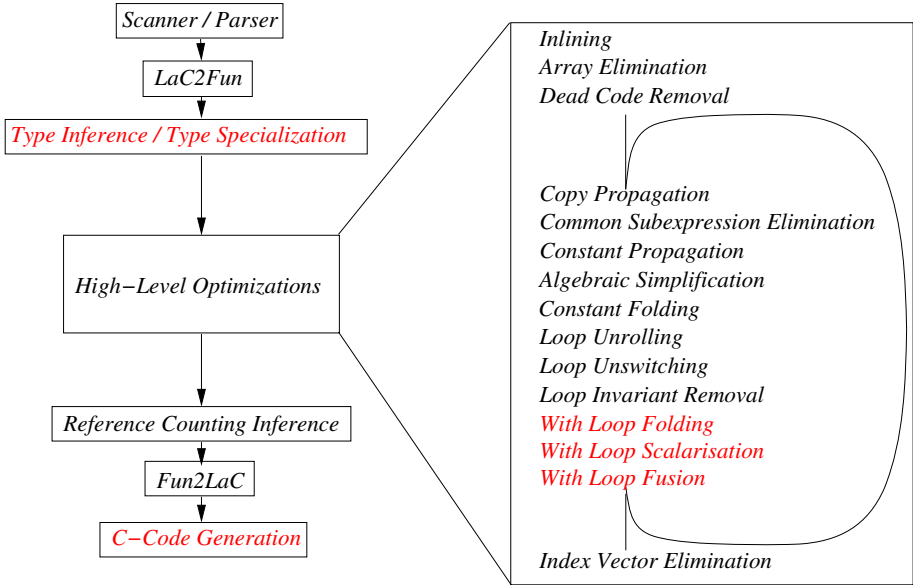 Scanner / Parser
LaC2Fun
Type Inference / Type Specialization
High−Level Optimizations
Reference Counting Inference
Fun2LaC
C−Code Generation
Inlining
Array Elimination
Dead Code Removal
Copy Propagation
Common Subexpression Elimination
Constant Propagation
Algebraic Simplification
Constant Folding
Loop Unrolling
Loop Unswitching
Loop Invariant Removal
With Loop Folding
With Loop Scalarisation
With Loop Fusion
Index Vector Elimination